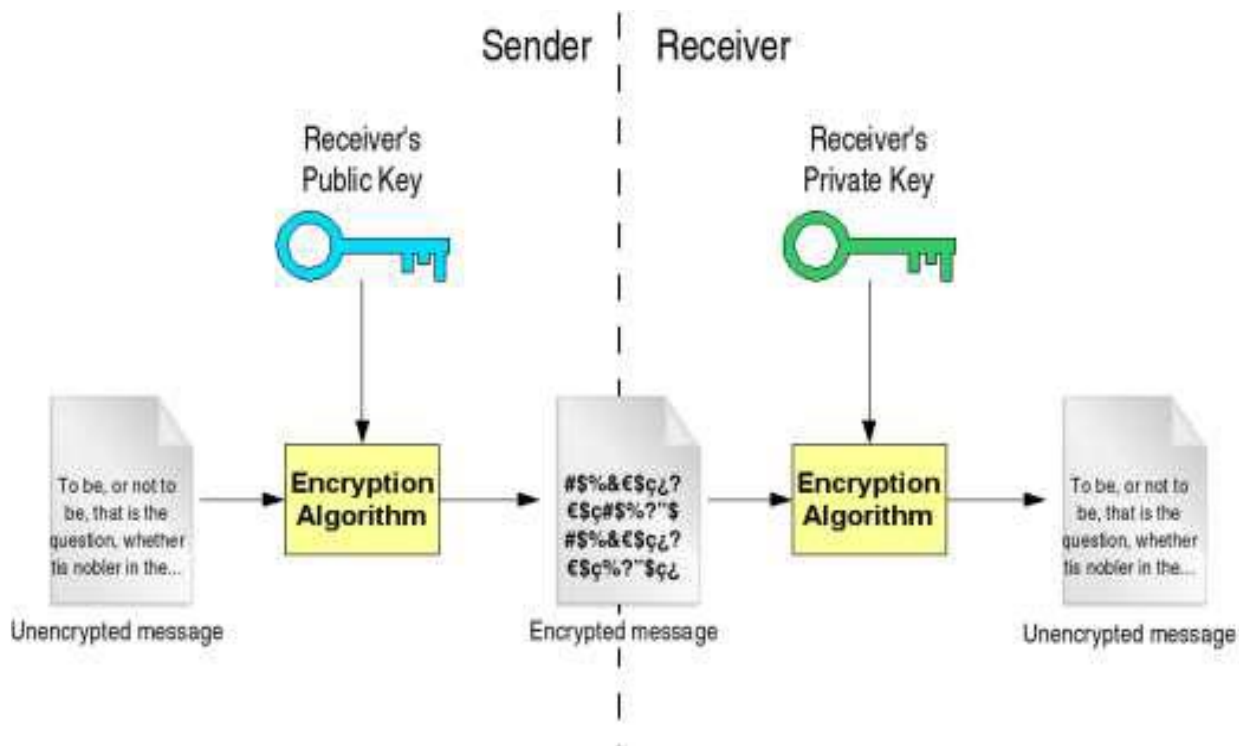 Sender
Receiver
Receiver's
Public Key
Receiver's
Private Key
To be, or not to
be, that is the
question, whether
tis nobler in the...
Encryption
Algorithm
#$%&€$ç¿?
€$ç#$%?"$
#$%&€$ç¿?
€$ç%?"$ç¿
Encryption
Algorithm
To be, or not to
be, that is the
question, whether
tis nobler in the...
Unencrypted message
Encrypted message
Unencrypted message